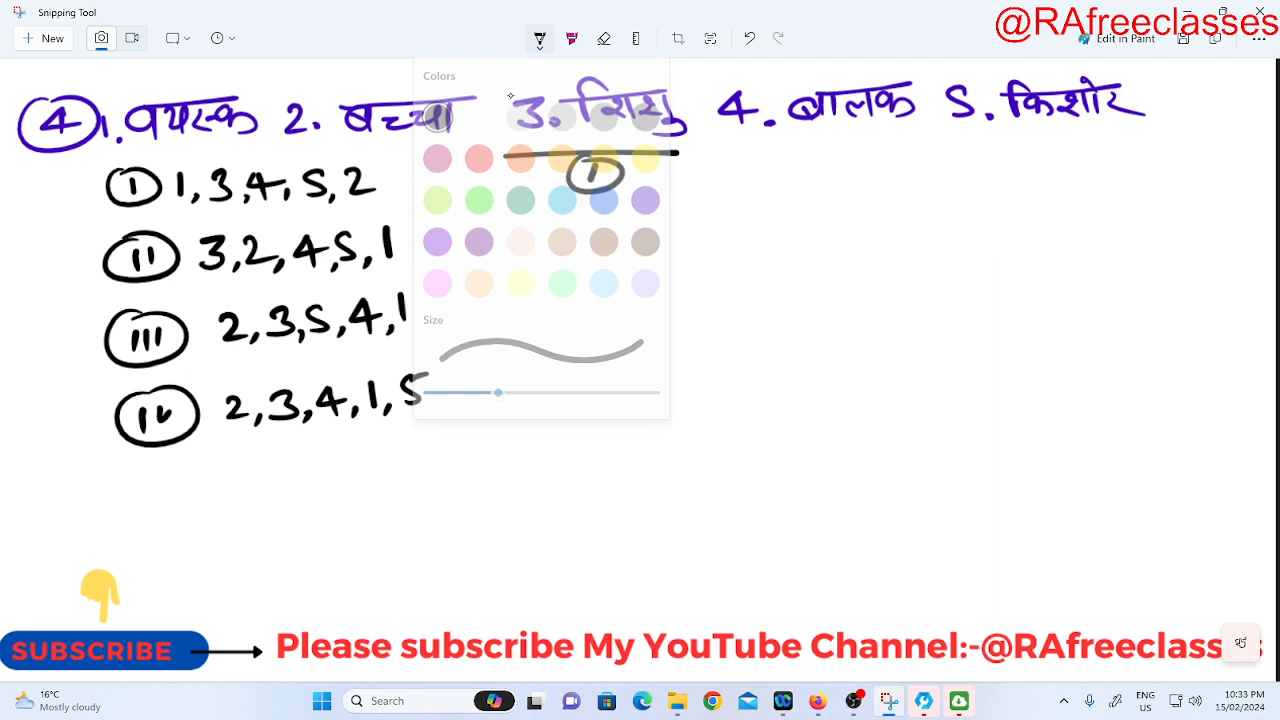 Snipping Tool
@RAfreeclasses
New
Edit in Paint
Colors
④ 1. वयस्क 2. बच्चा 3. शिशु 4. बालक 5. किशोर
①
① 1, 3, 4, 5, 2
(II) 3, 2, 4, 5, 1
(III) 2, 3, 5, 4, 1
Size
(IV) 2, 3, 4, 1, 5
SUBSCRIBE
Please subscribe My YouTube Channel:-@RAfreeclasses
16°C
Mostly cloudy
Search
ENG
US
10:33 PM
15/02/2024